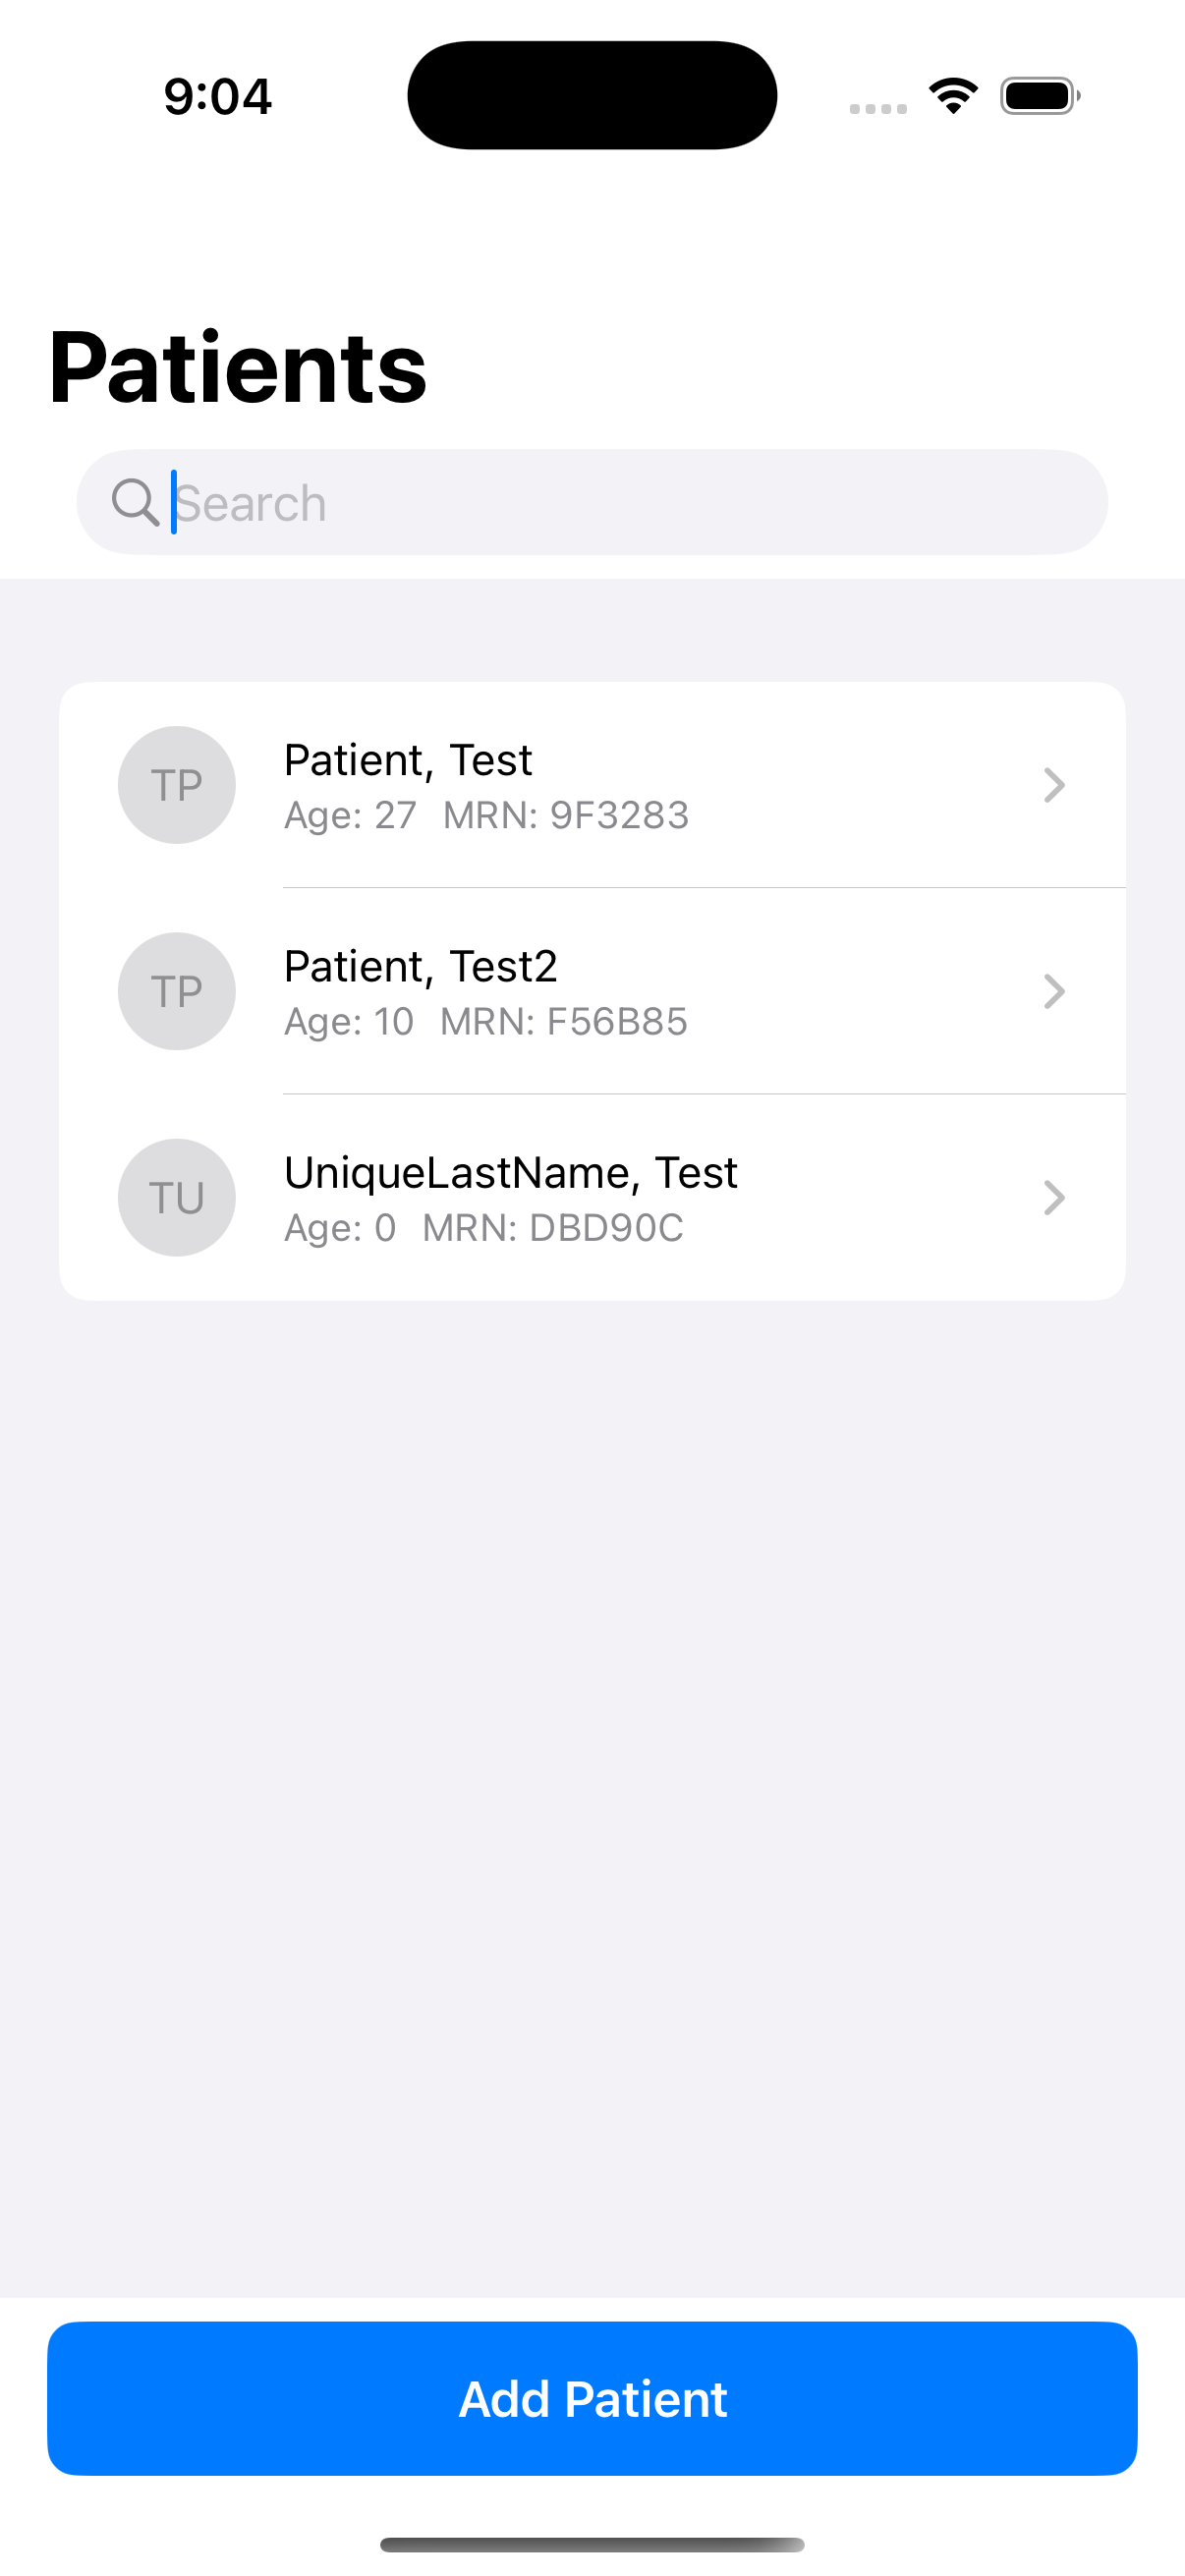 9:04
Patients
Search
TP
Patient, Test
Age: 27 MRN: 9F3283
TP
Patient, Test2
Age: 10 MRN: F56B85
TU
UniqueLastName, Test
Age: 0 MRN: DBD90C
Add Patient